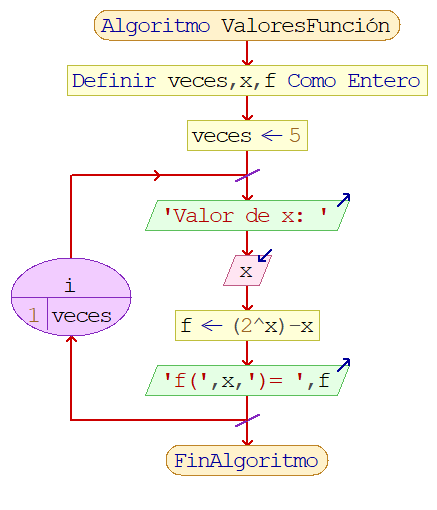 Algoritmo ValoresFunción
Definir veces,x,f Como Entero
veces ← 5
'Valor de x: '
x
i
1 veces
f ← (2^x)-x
'f(',x,')= ',f
FinAlgoritmo